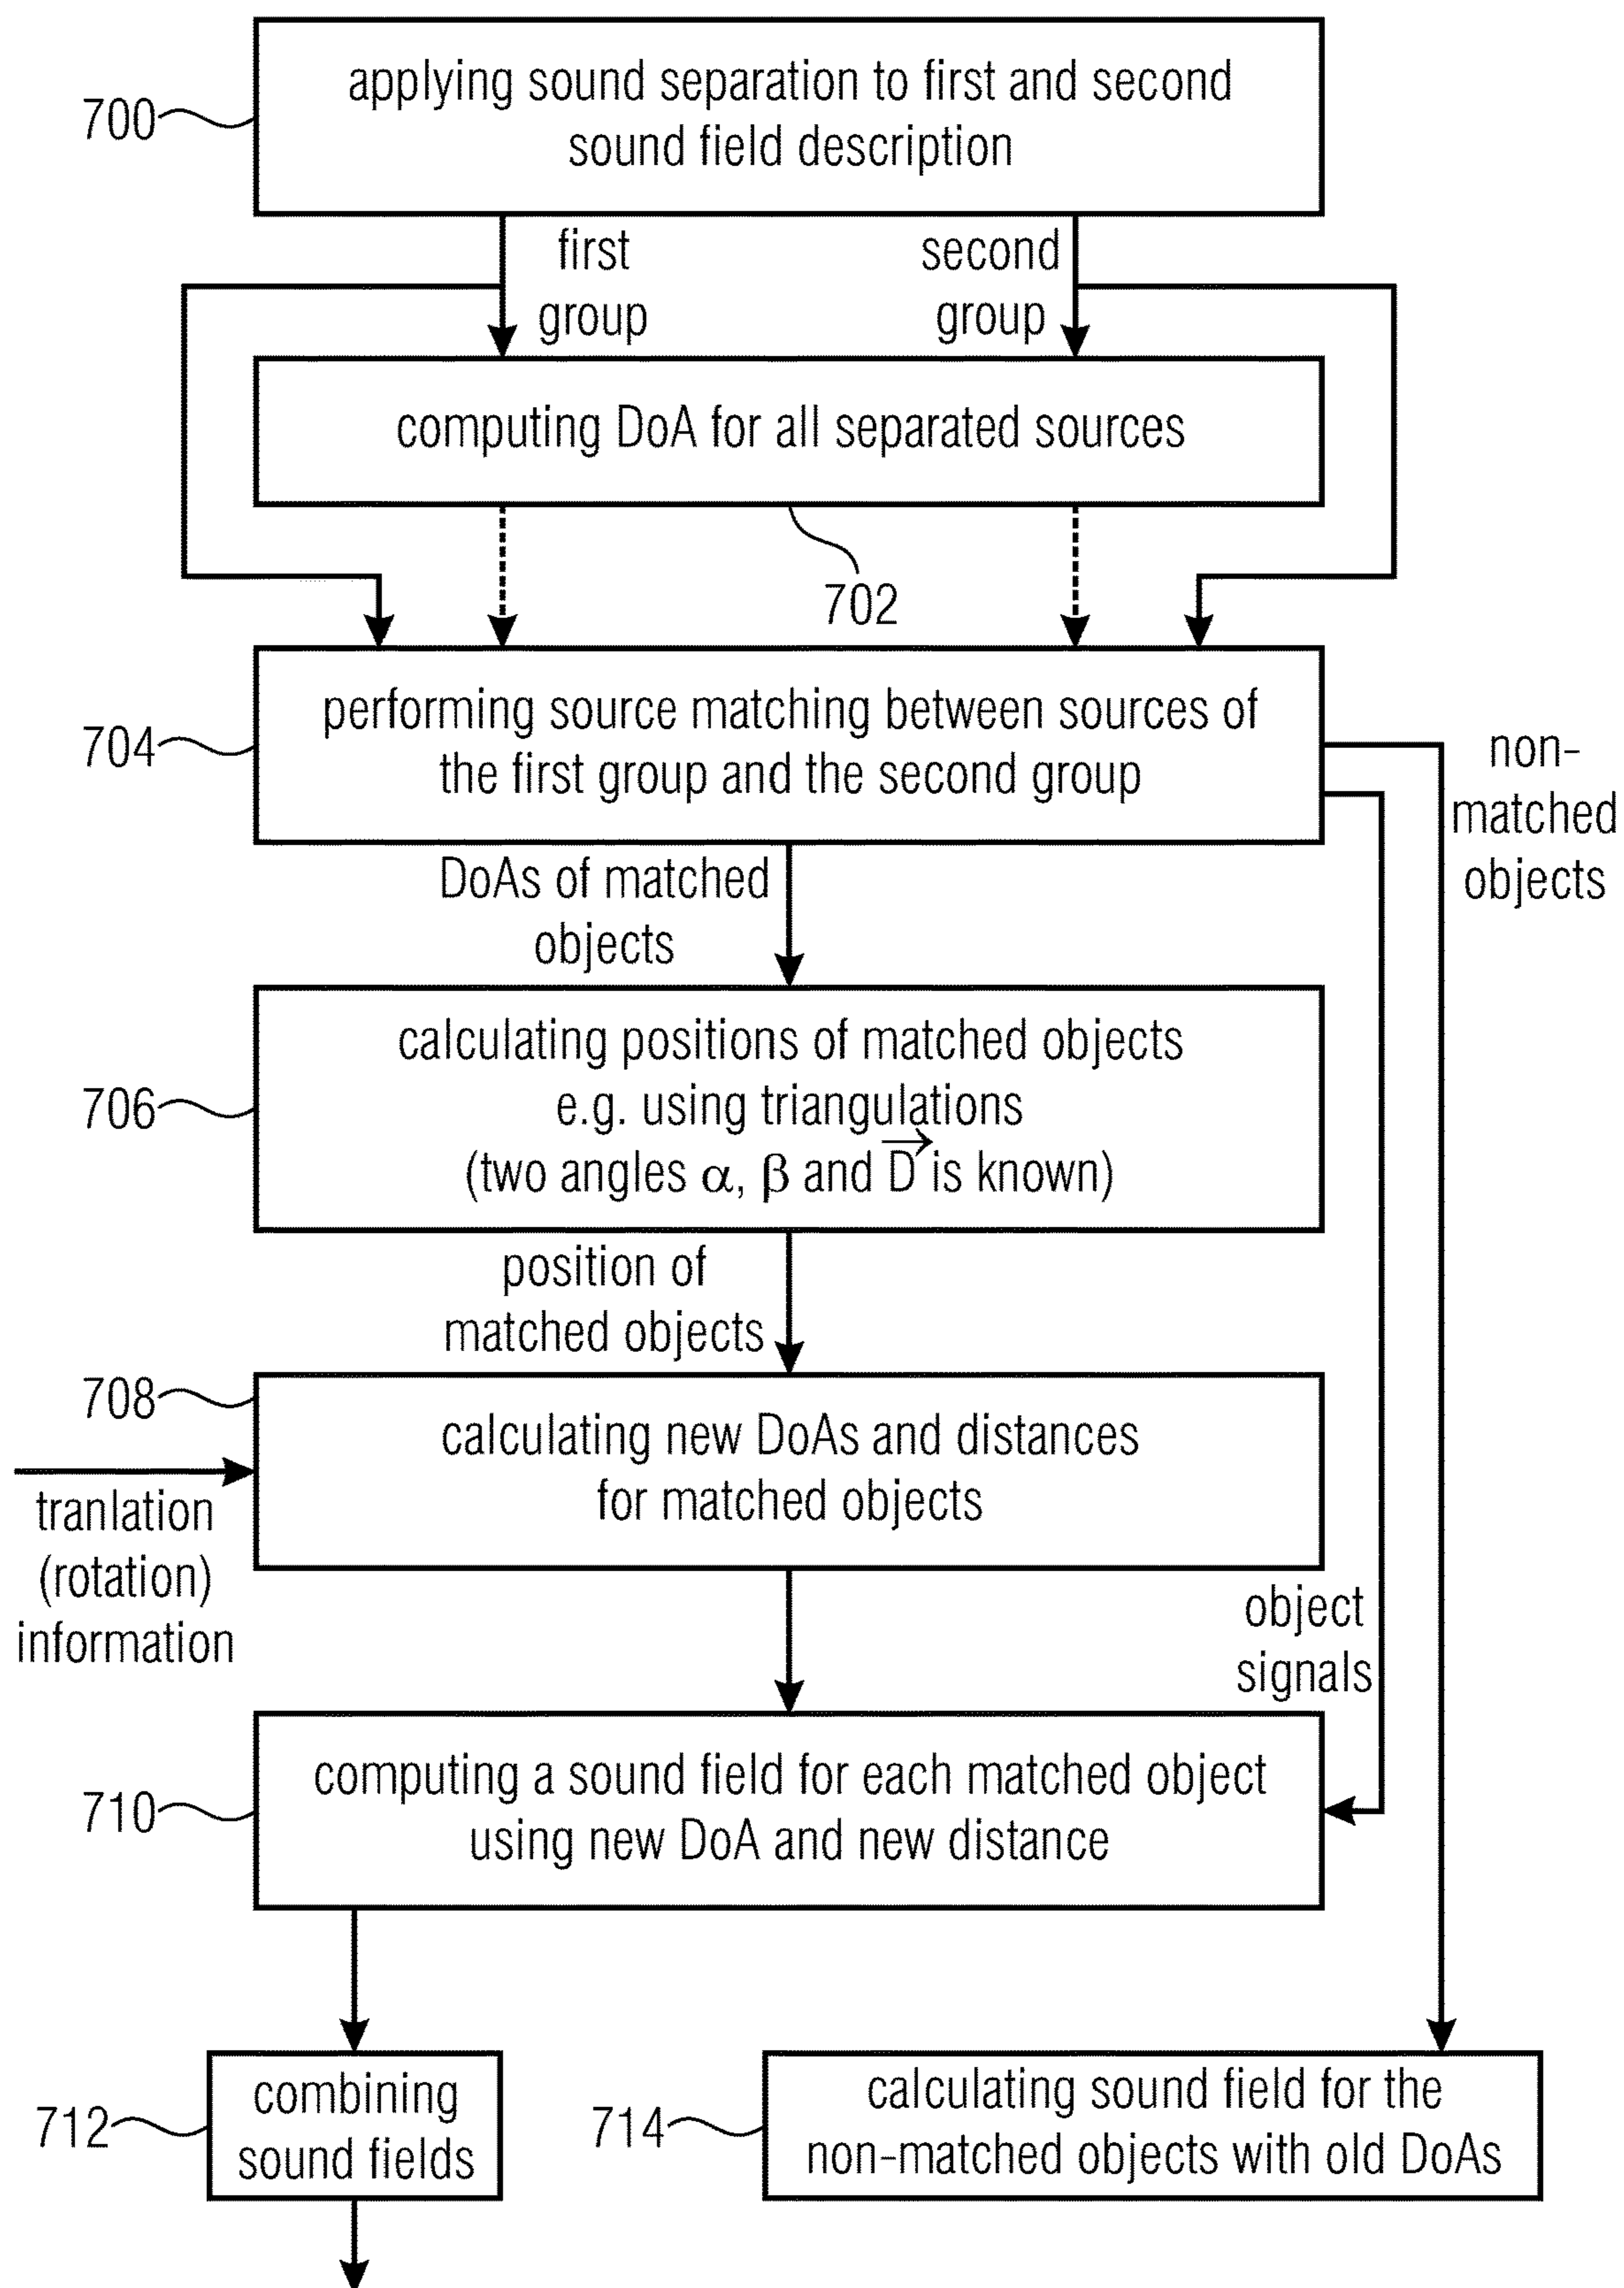 700
applying sound separation to first and second
sound field description
first
group
second
group
computing DoA for all separated sources
702
704
performing source matching between sources of
the first group and the second group
non-
matched
objects
DoAs of matched
objects
706
calculating positions of matched objects
e.g. using triangulations
(two angles α, β and D⃗ is known)
position of
matched objects
708
calculating new DoAs and distances
for matched objects
tranlation
(rotation)
information
object
signals
710
computing a sound field for each matched object
using new DoA and new distance
712
combining
sound fields
714
calculating sound field for the
non-matched objects with old DoAs